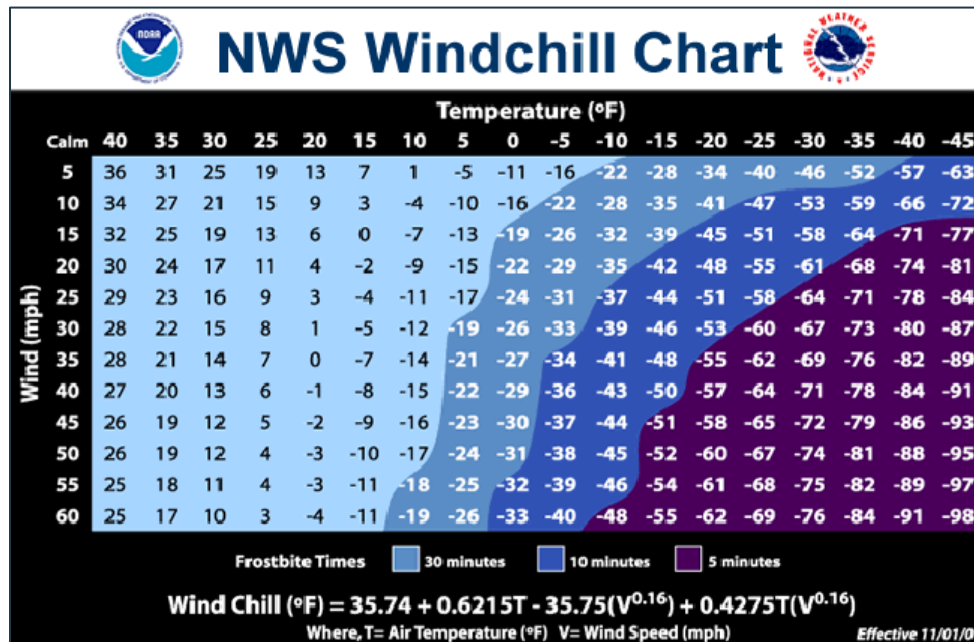 NOAA
NWS Windchill Chart
Temperature (ºF)
Calm 40 35 30 25 20 15 10 5 0 -5 -10 -15 -20 -25 -30 -35 -40 -45
5 36 31 25 19 13 7 1 -5 -11 -16 -22 -28 -34 -40 -46 -52 -57 -63
10 34 27 21 15 9 3 -4 -10 -16 -22 -28 -35 -41 -47 -53 -59 -66 -72
15 32 25 19 13 6 0 -7 -13 -19 -26 -32 -39 -45 -51 -58 -64 -71 -77
20 30 24 17 11 4 -2 -9 -15 -22 -29 -35 -42 -48 -55 -61 -68 -74 -81
25 29 23 16 9 3 -4 -11 -17 -24 -31 -37 -44 -51 -58 -64 -71 -78 -84
30 28 22 15 8 1 -5 -12 -19 -26 -33 -39 -46 -53 -60 -67 -73 -80 -87
35 28 21 14 7 0 -7 -14 -21 -27 -34 -41 -48 -55 -62 -69 -76 -82 -89
40 27 20 13 6 -1 -8 -15 -22 -29 -36 -43 -50 -57 -64 -71 -78 -84 -91
45 26 19 12 5 -2 -9 -16 -23 -30 -37 -44 -51 -58 -65 -72 -79 -86 -93
50 26 19 12 4 -3 -10 -17 -24 -31 -38 -45 -52 -60 -67 -74 -81 -88 -95
55 25 18 11 4 -3 -11 -18 -25 -32 -39 -46 -54 -61 -68 -75 -82 -89 -97
60 25 17 10 3 -4 -11 -19 -26 -33 -40 -48 -55 -62 -69 -76 -84 -91 -98
Wind (mph)
Frostbite Times 30 minutes 10 minutes 5 minutes
Wind Chill (ºF) = 35.74 + 0.6215T - 35.75(V^0.16) + 0.4275T(V^0.16)
Where, T= Air Temperature (ºF) V= Wind Speed (mph)
Effective 11/01/0